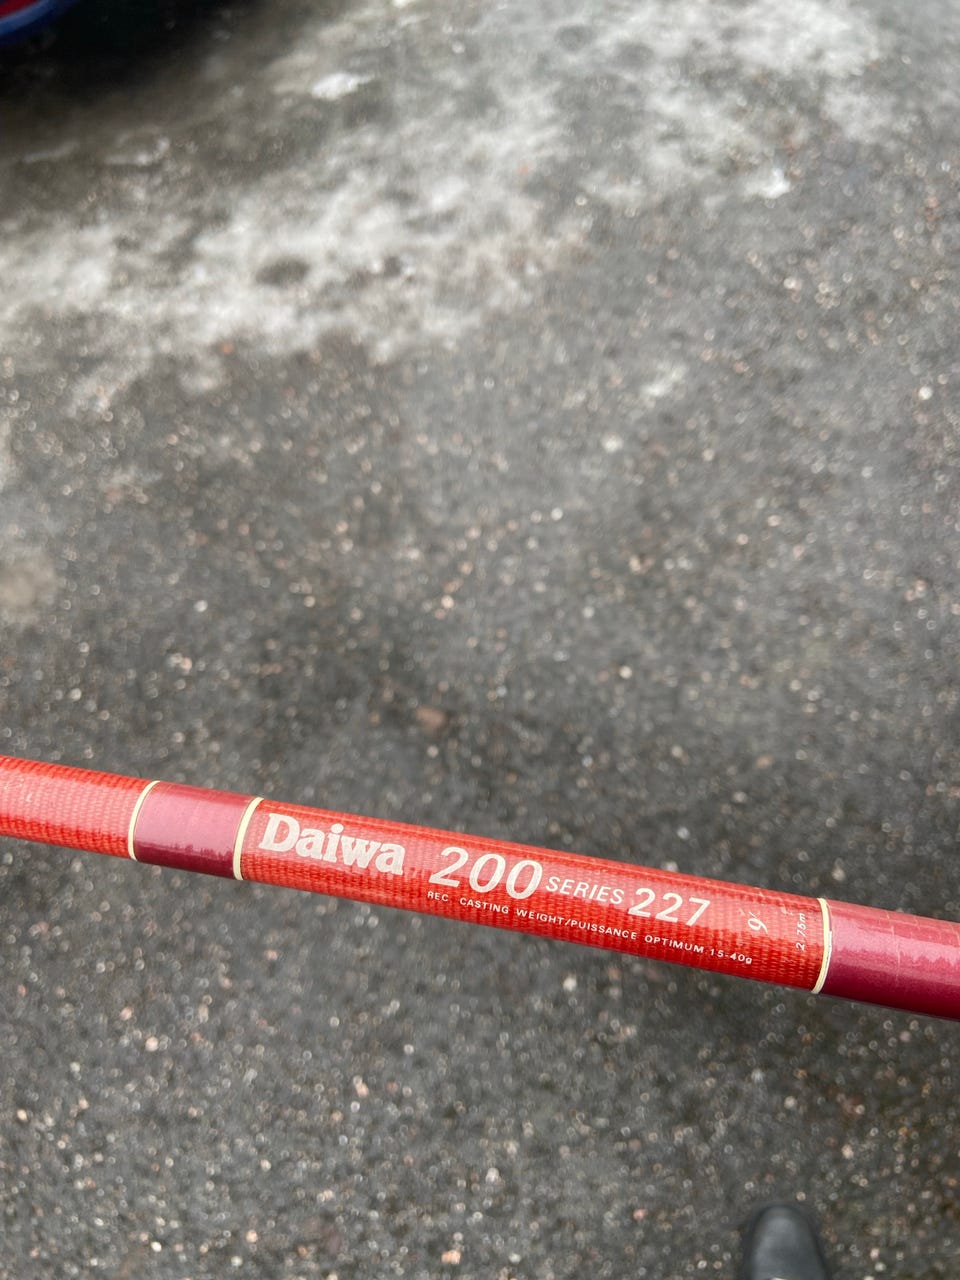 Daiwa 200 SERIES 227 9'
2.75m
REC. CASTING WEIGHT/PUISSANCE OPTIMUM 15-40g